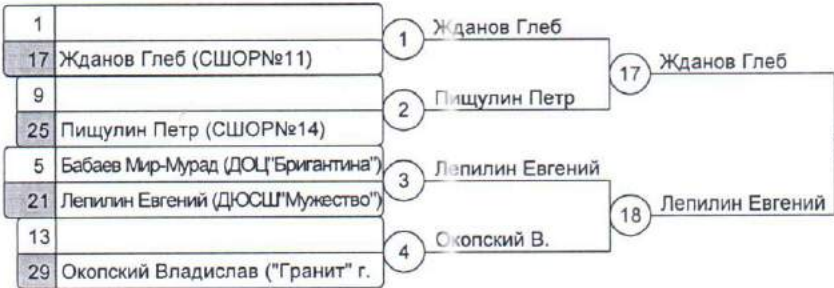 1
17 Жданов Глеб (СШОР№11)
1 Жданов Глеб
9
25 Пищулин Петр (СШОР№14)
2 Пищулин Петр
17 Жданов Глеб
5 Бабаев Мир-Мурад (ДОЦ"Бригантина")
21 Лепилин Евгений (ДЮСШ"Мужество")
3 Лепилин Евгений
13
29 Окопский Владислав ("Гранит" г.
4 Окопский В.
18 Лепилин Евгений